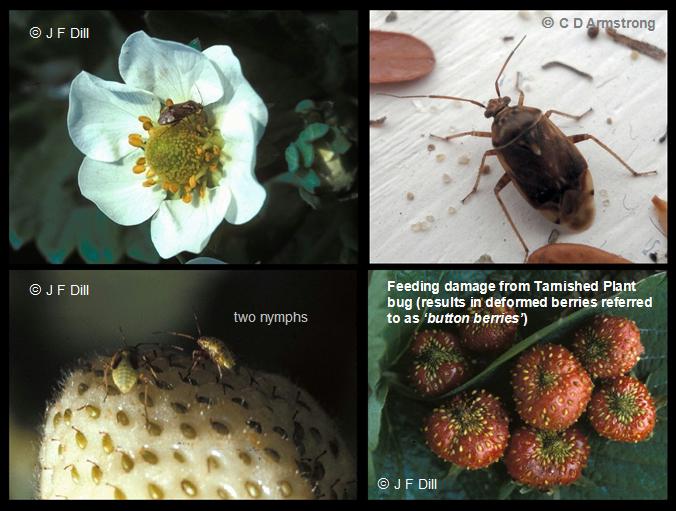 © J F Dill
© C D Armstrong
© J F Dill
two nymphs
Feeding damage from Tarnished Plant
bug (results in deformed berries referred
to as ‘button berries’)
© J F Dill